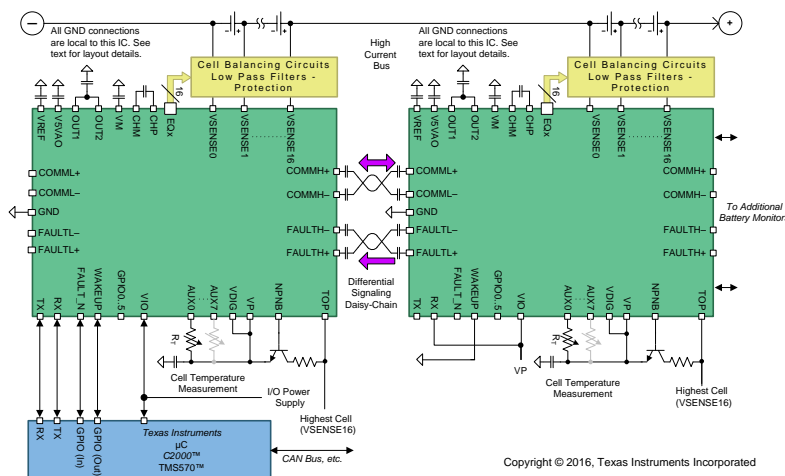 All GND connections
are local to this IC. See
text for layout details.
Cell Balancing Circuits
Low Pass Filters -
Protection
16
High
Current
Bus
All GND connections
are local to this IC. See
text for layout details.
Cell Balancing Circuits
Low Pass Filters -
Protection
16
VREF
V5VAO
OUT1
OUT2
VM
CHM
CHP
EQx
VSENSE0
VSENSE1
VSENSE16
VREF
V5VAO
OUT1
OUT2
VM
CHM
CHP
EQx
VSENSE0
VSENSE1
VSENSE16
COMML+
COMML–
GND
FAULTL–
FAULTL+
COMMH+
COMMH–
FAULTH–
FAULTH+
COMML+
COMML–
GND
FAULTL–
FAULTL+
COMMH+
COMMH–
FAULTH–
FAULTH+
To Additional
Battery Monitors
Differential
Signaling
Daisy-Chain
TX
RX
FAULT_N
WAKEUP
GPIO0..5
VIO
AUX0
AUX7
VDIG
VP
NPNB
TOP
TX
RX
FAULT_N
WAKEUP
GPIO0..5
VIO
AUX0
AUX7
VDIG
VP
NPNB
TOP
RT
RT
VP
Cell Temperature
Measurement
Cell Temperature
Measurement
I/O Power
Supply
Highest Cell
(VSENSE16)
Highest Cell
(VSENSE16)
RX
TX
GPIO (In)
GPIO (Out)
Texas Instruments
µC
C2000™
TMS570™
CAN Bus, etc.
Copyright © 2016, Texas Instruments Incorporated